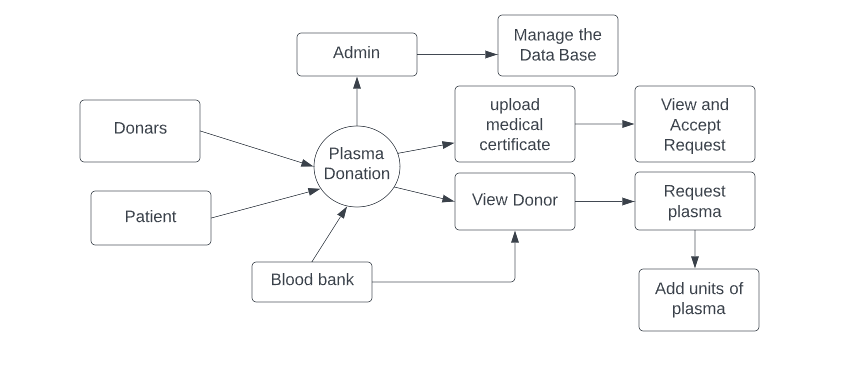 Manage the
Data Base
Admin
upload
medical
certificate
View and
Accept
Request
Donars
Plasma
Donation
View Donor
Request
plasma
Patient
Blood bank
Add units of
plasma